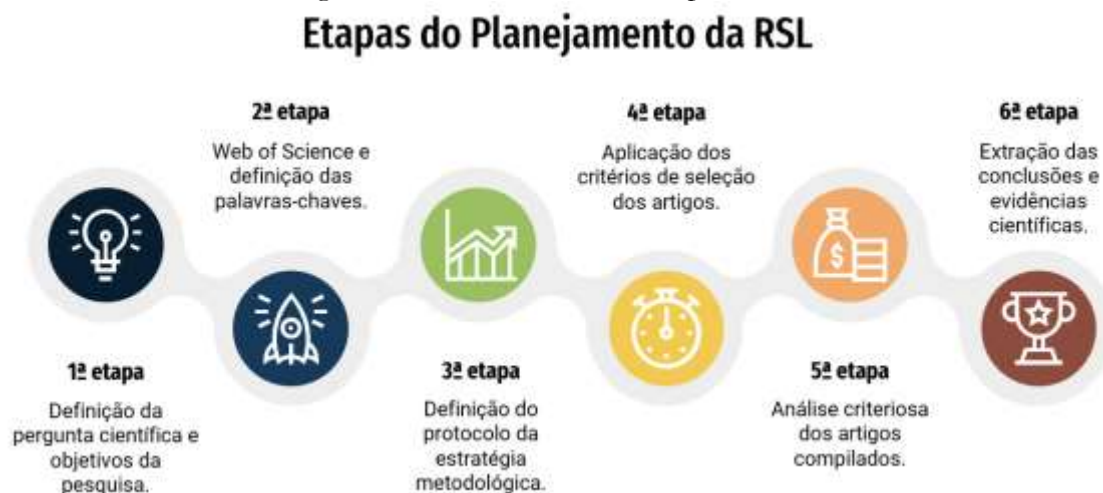 Etapas do Planejamento da RSL
1ª etapa
Definição da
pergunta científica e
objetivos da
pesquisa.
2ª etapa
Web of Science e
definição das
palavras-chaves.
3ª etapa
Definição do
protocolo da
estratégia
metodológica.
4ª etapa
Aplicação dos
critérios de seleção
dos artigos.
$
5ª etapa
Análise criteriosa
dos artigos
compilados.
6ª etapa
Extração das
conclusões e
evidências
científicas.